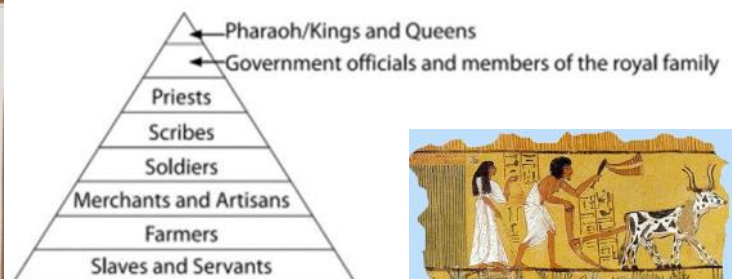 Pharaoh/Kings and Queens
Government officials and members of the royal family
Priests
Scribes
Soldiers
Merchants and Artisans
Farmers
Slaves and Servants